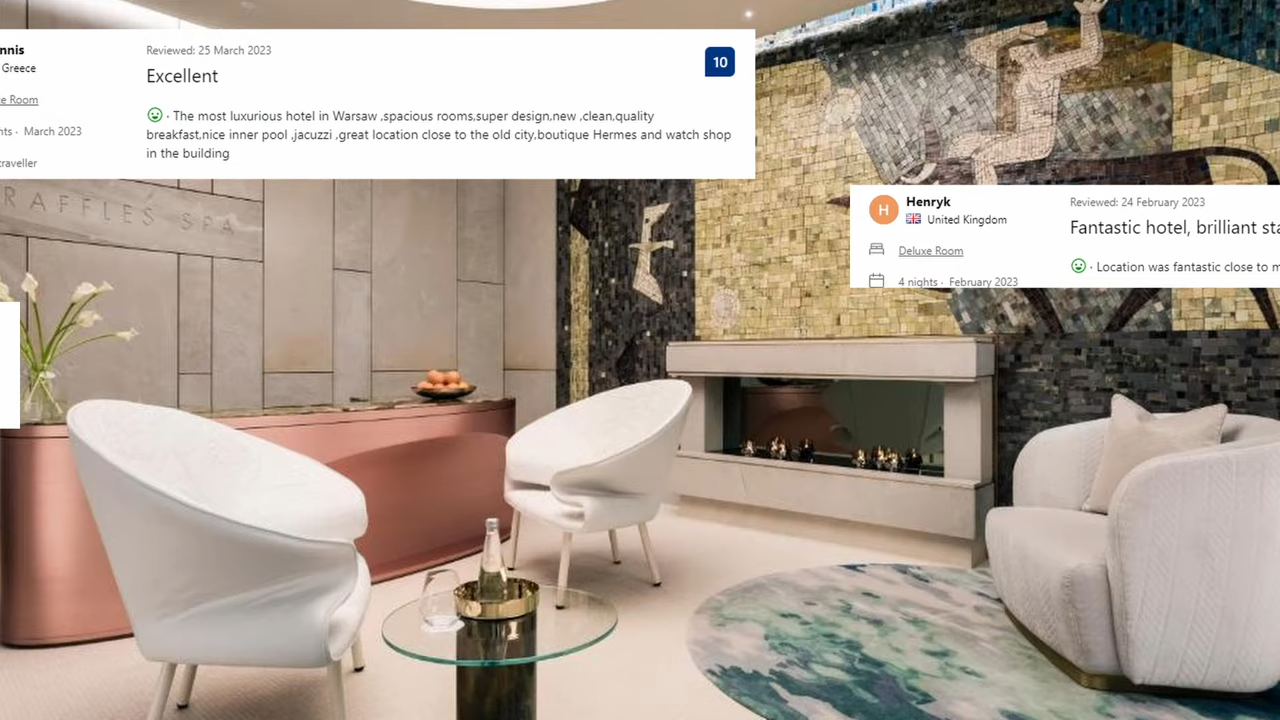 nnis
Greece
e Room
nts · March 2023
raveller
Reviewed: 25 March 2023
Excellent
10
· The most luxurious hotel in Warsaw ,spacious rooms,super design,new ,clean,quality
breakfast,nice inner pool ,jacuzzi ,great location close to the old city,boutique Hermes and watch shop
in the building
RAFFLES SPA
H
Henryk
United Kingdom
Deluxe Room
4 nights · February 2023
Reviewed: 24 February 2023
Fantastic hotel, brilliant sta
· Location was fantastic close to m